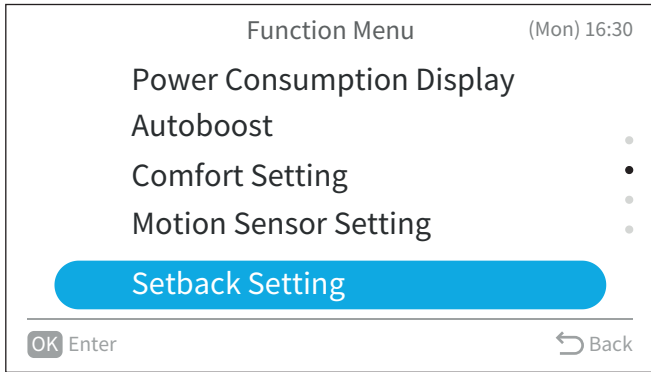 Function Menu (Mon) 16:30
Power Consumption Display
Autoboost
Comfort Setting
Motion Sensor Setting
Setback Setting
OK Enter Back